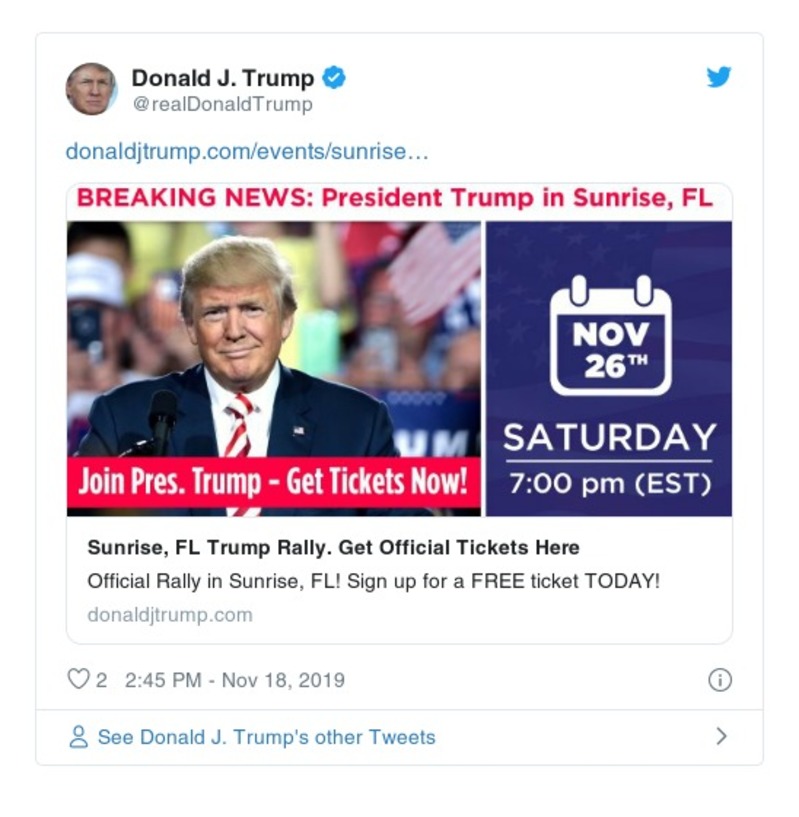 Donald J. Trump
@realDonaldTrump
donaldjtrump.com/events/sunrise…
BREAKING NEWS: President Trump in Sunrise, FL
UM
Join Pres. Trump - Get Tickets Now!
NOV
26TH
SATURDAY
7:00 pm (EST)
Sunrise, FL Trump Rally. Get Official Tickets Here
Official Rally in Sunrise, FL! Sign up for a FREE ticket TODAY!
donaldjtrump.com
2 2:45 PM - Nov 18, 2019
See Donald J. Trump's other Tweets